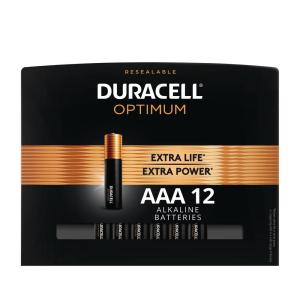 RESEALABLE
DURACELL
OPTIMUM
EXTRA LIFE*
EXTRA POWER*
AAA 12
ALKALINE
BATTERIES